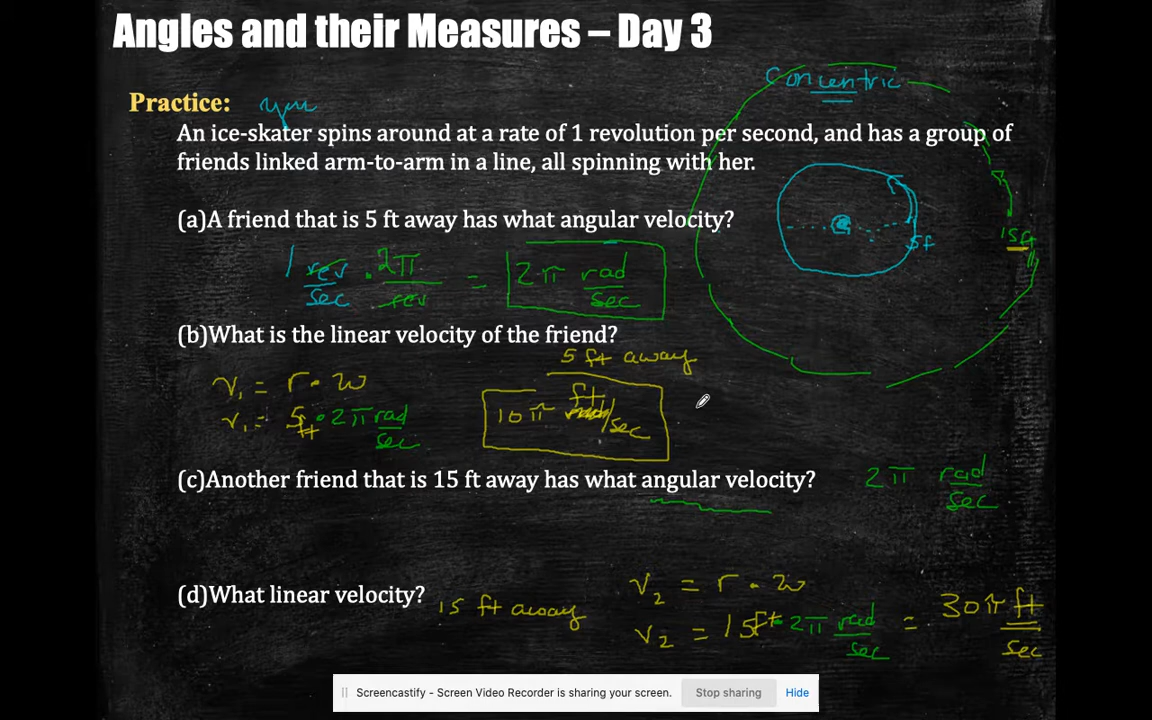 Angles and their Measures – Day 3
concentric
Practice:
An ice-skater spins around at a rate of 1 revolution per second, and has a group of
friends linked arm-to-arm in a line, all spinning with her.
(a)A friend that is 5 ft away has what angular velocity?
5f
15ft
1 rev/sec · 2π/rev = 2π rad/sec
(b)What is the linear velocity of the friend?
5 ft away
v₁ = r · w
v₁ = 5ft · 2π rad/sec
10π ft/sec
(c)Another friend that is 15 ft away has what angular velocity?
2π rad/sec
(d)What linear velocity?
15 ft away
v₂ = r · w
v₂ = 15ft · 2π rad/sec = 30π ft/sec
Screencastify - Screen Video Recorder is sharing your screen.
Stop sharing
Hide